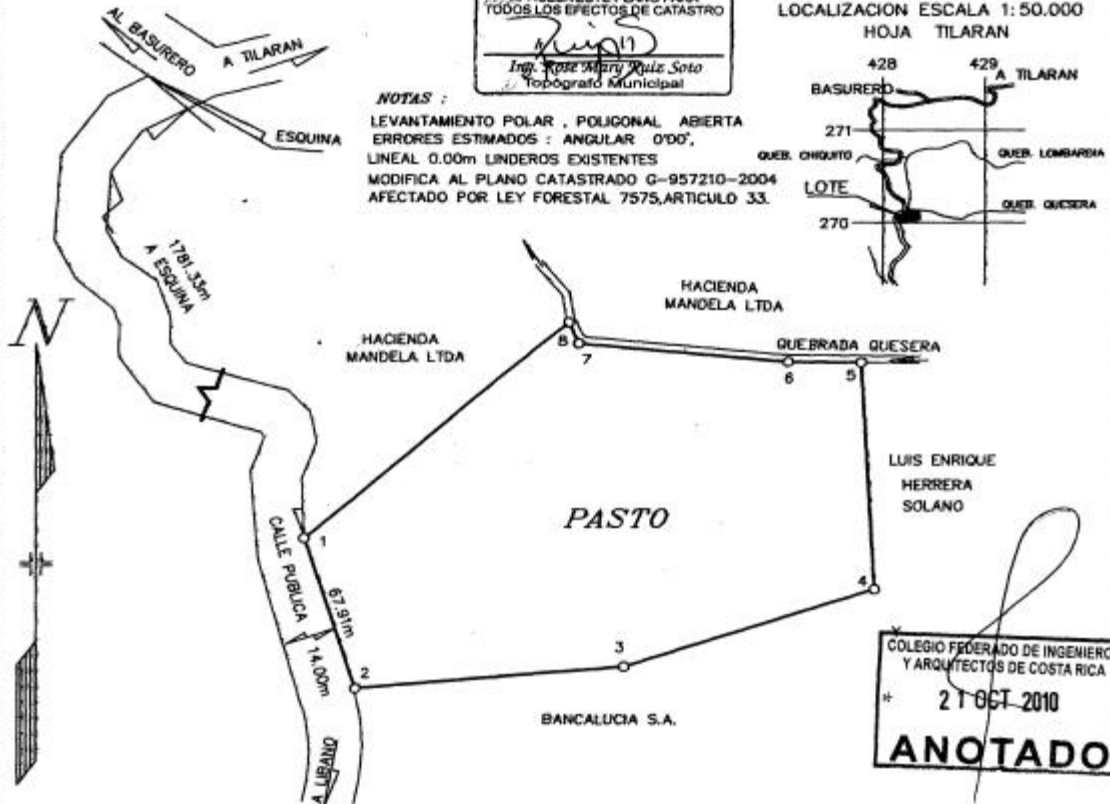 TODOS LOS EFECTOS DE CATASTRO
Ing. Rose Mary Ruiz Soto
Topógrafo Municipal
LOCALIZACION ESCALA 1:50.000
HOJA TILARAN
428 429
A TILARAN
BASURERO
271
QUEB. CHIQUITO
QUEB. LOMBARDIA
LOTE
QUEB. QUESERA
270
AL BASURERO
A TILARAN
ESQUINA
NOTAS :
LEVANTAMIENTO POLAR , POLIGONAL ABIERTA
ERRORES ESTIMADOS : ANGULAR 0°00',
LINEAL 0.00m LINDEROS EXISTENTES
MODIFICA AL PLANO CATASTRADO G-957210-2004
AFECTADO POR LEY FORESTAL 7575,ARTICULO 33.
1781.33m
A ESQUINA
N
HACIENDA
MANDELA LTDA
HACIENDA
MANDELA LTDA
8
7
QUEBRADA QUESERA
6
5
LUIS ENRIQUE
HERRERA
SOLANO
PASTO
1
CALLE PUBLICA
67.91m
14.00m
2
3
4
BANCALUCIA S.A.
A LIBANO
COLEGIO FEDERADO DE INGENIERO
Y ARQUITECTOS DE COSTA RICA
21 OCT 2010
ANOTADO